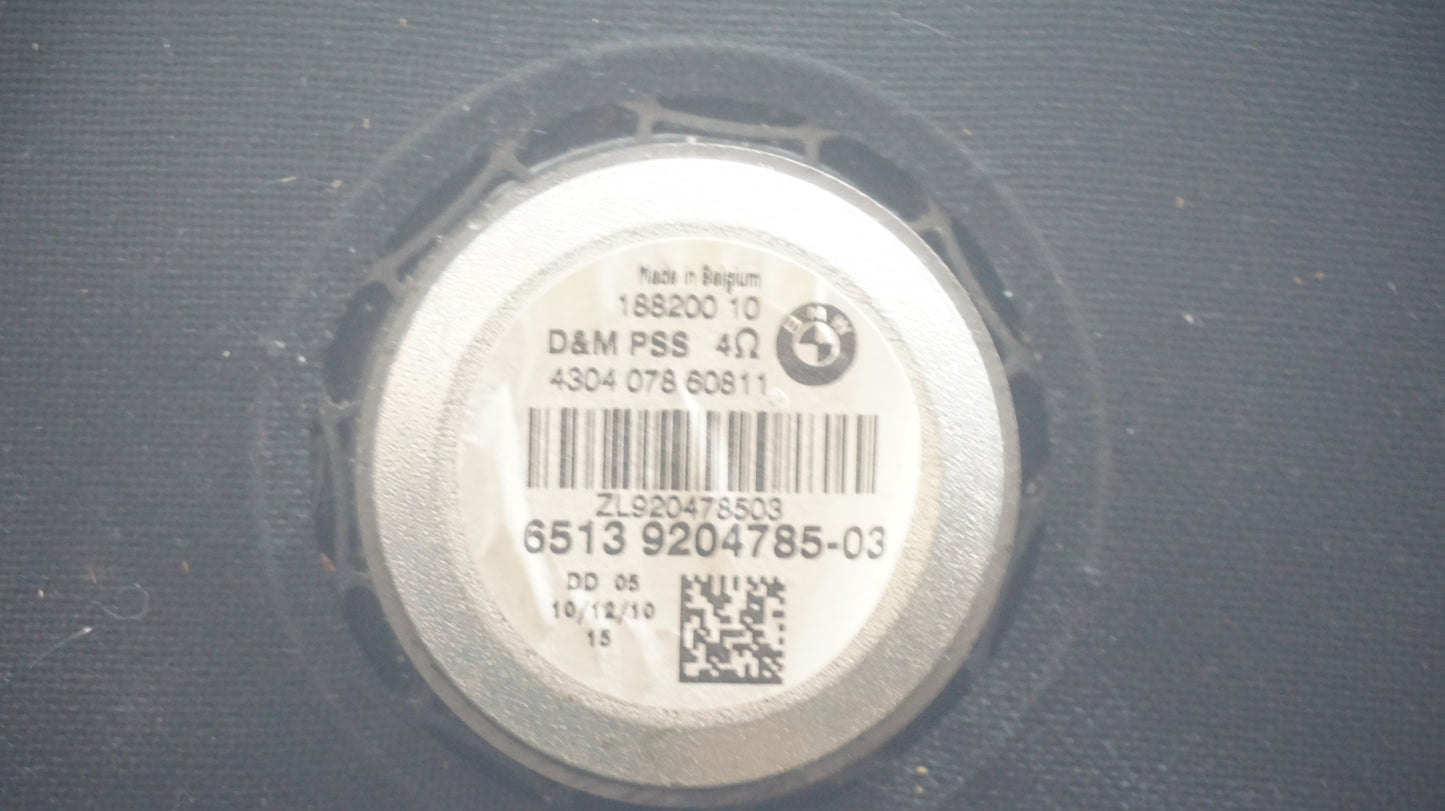 Made in Belgium
188200 10
BMW
D&M PSS 4Ω
4304 078 60811
ZL920478503
6513 9204785-03
DD 05
10/12/10
15